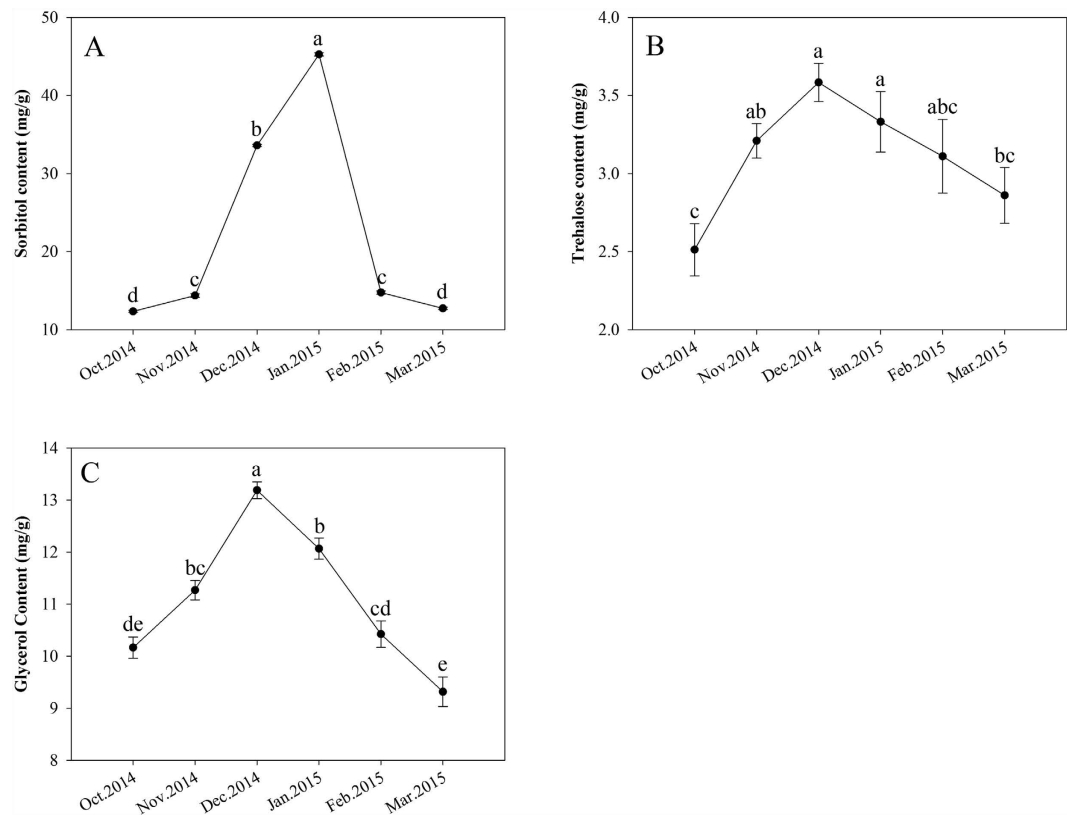 A
Sorbitol content (mg/g)
50
40
30
20
10
d
c
b
a
c
d
Oct.2014
Nov.2014
Dec.2014
Jan.2015
Feb.2015
Mar.2015
B
Trehalose content (mg/g)
4.0
3.5
3.0
2.5
2.0
c
ab
a
a
abc
bc
Oct.2014
Nov.2014
Dec.2014
Jan.2015
Feb.2015
Mar.2015
C
Glycerol Content (mg/g)
14
13
12
11
10
9
8
de
bc
a
b
cd
e
Oct.2014
Nov.2014
Dec.2014
Jan.2015
Feb.2015
Mar.2015